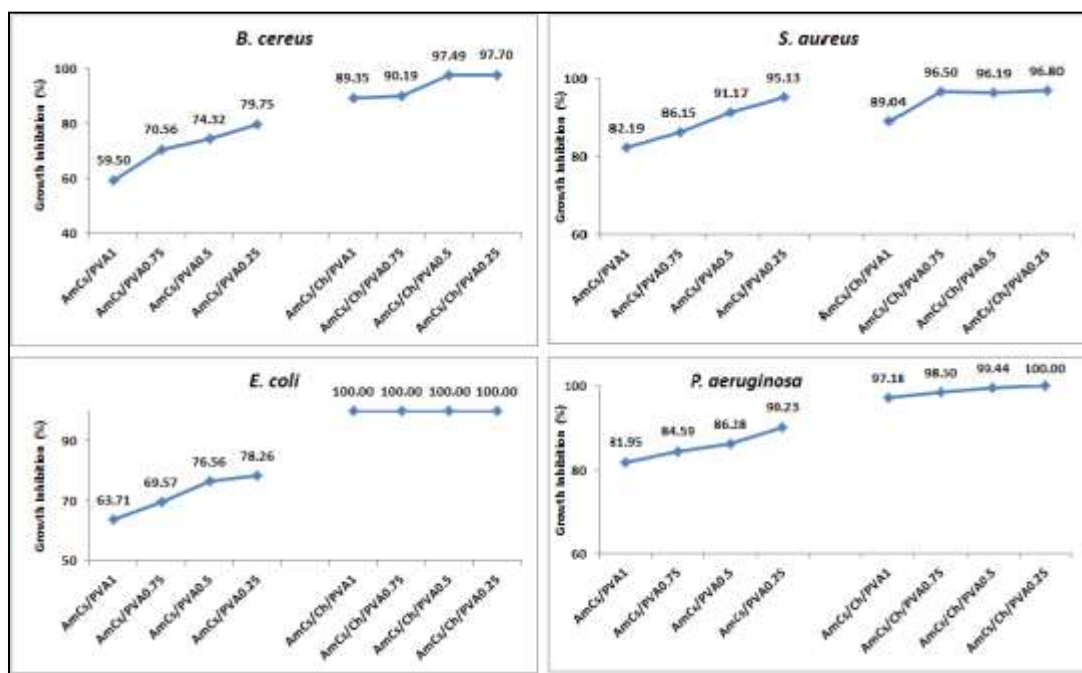 B. cereus
Growth Inhibition (%)
100
80
60
40
59.50
70.56
74.32
79.75
89.35
90.19
97.49
97.70
AmCs/PVA1
AmCs/PVA0.75
AmCs/PVA0.5
AmCs/PVA0.25
AmCs/Ch/PVA1
AmCs/Ch/PVA0.75
AmCs/Ch/PVA0.5
AmCs/Ch/PVA0.25
S. aureus
Growth Inhibition (%)
100
80
60
82.19
86.15
91.17
95.13
89.04
96.50
96.19
96.80
AmCs/PVA1
AmCs/PVA0.75
AmCs/PVA0.5
AmCs/PVA0.25
AmCs/Ch/PVA1
AmCs/Ch/PVA0.75
AmCs/Ch/PVA0.5
AmCs/Ch/PVA0.25
E. coli
Growth Inhibition (%)
90
70
50
63.71
69.57
76.56
78.26
100.00
100.00
100.00
100.00
AmCs/PVA1
AmCs/PVA0.75
AmCs/PVA0.5
AmCs/PVA0.25
AmCs/Ch/PVA1
AmCs/Ch/PVA0.75
AmCs/Ch/PVA0.5
AmCs/Ch/PVA0.25
P. aeruginosa
Growth Inhibition (%)
100
80
60
81.95
84.59
90.23
97.18
99.44
100.00
AmCs/PVA1
AmCs/PVA0.75
AmCs/PVA0.5
AmCs/PVA0.25
AmCs/Ch/PVA1
AmCs/Ch/PVA0.75
AmCs/Ch/PVA0.5
AmCs/Ch/PVA0.25